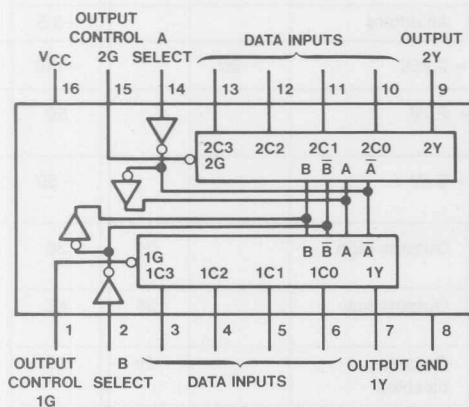 OUTPUT OUTPUT
CONTROL A DATA INPUTS 2Y
VCC 2G SELECT
16 15 14 13 12 11 10 9
2C3 2C2 2C1 2C0 2Y
2G
B B̅ A A̅
B B̅ A A̅
1G
1C3 1C2 1C1 1C0 1Y
1 2 3 4 5 6 7 8
OUTPUT B DATA INPUTS OUTPUT GND
CONTROL SELECT 1Y
1G